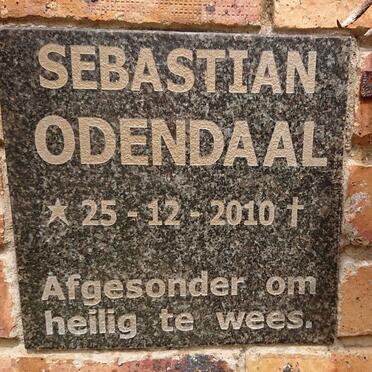 SEBASTIAN
ODENDAAL
★ 25 - 12 - 2010 †
Afgesonder om
heilig te wees.